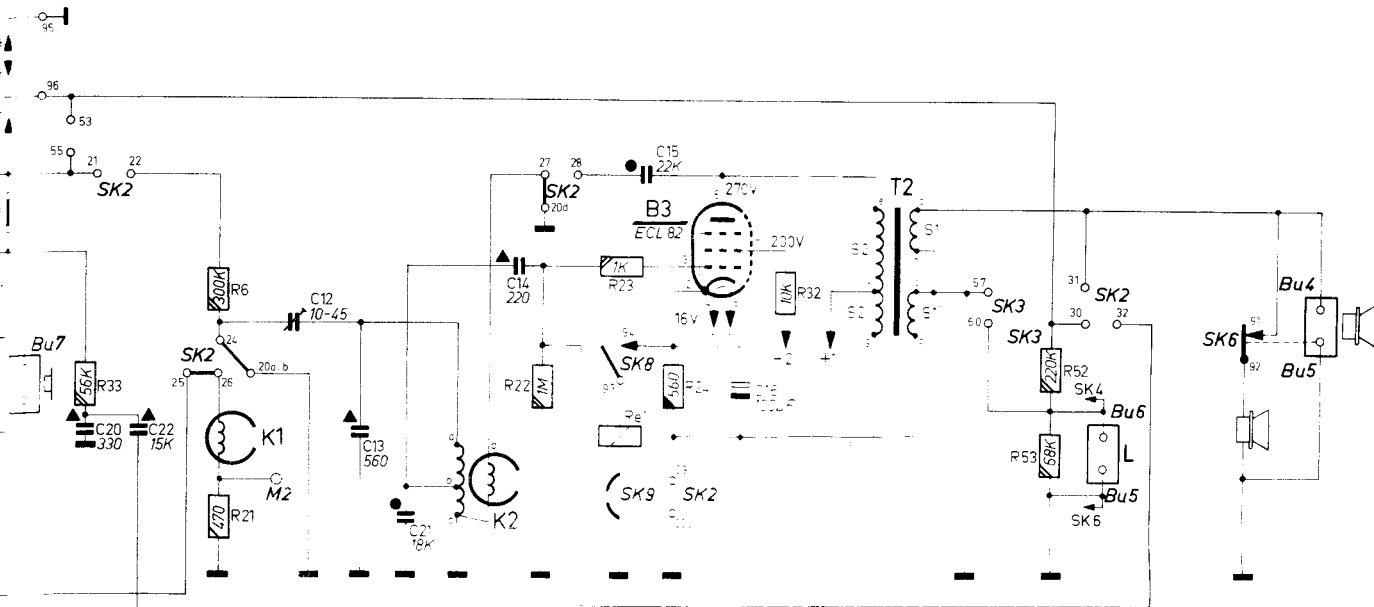 95
96
53
55
21
22
SK2
27
28
SK2
20d
C15
22K
270V
B3
ECL 82
200V
T2
S2
S1
S2
S1
300K
R6
C12
10-45
C14
220
1K
R23
16V
10K
R32
+2
+1
57
SK3
60
SK3
31
SK2
30
32
Bu4
91
SK6
92
Bu5
Bu7
24
SK2
20a.b
25
26
56K
R33
C20
330
C22
15K
K1
M2
470
R21
C13
560
C21
18K
K2
R22
1M
54
SK8
93
560
R24
Re1
SK9
SK2
220K
R52
SK4
Bu6
R53
68K
L
Bu5
SK6